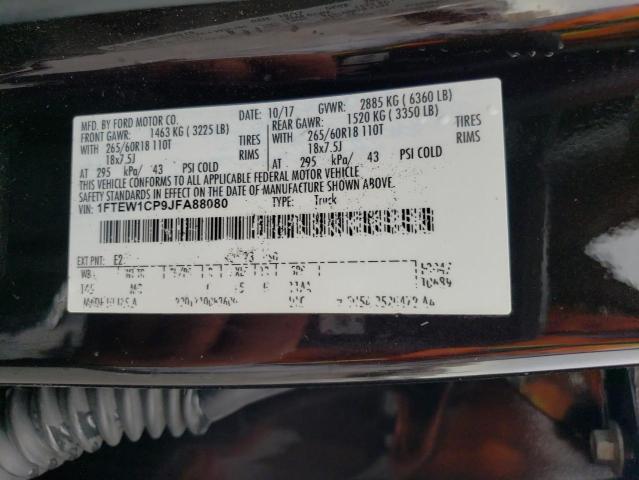 MFD. BY FORD MOTOR CO. 10/17 GVWR: 2885 KG ( 6360 LB)
FRONT GAWR: 1463 KG ( 3225 LB) REAR GAWR: 1520 KG ( 3350 LB)
WITH 265/60R18 110T TIRES WITH 265/60R18 110T TIRES
18x7.5J RIMS 18x7.5J RIMS
AT 295 kPa/ 43 PSI COLD AT 295 kPa/ 43 PSI COLD
THIS VEHICLE CONFORMS TO ALL APPLICABLE FEDERAL MOTOR VEHICLE
SAFETY STANDARDS IN EFFECT ON THE DATE OF MANUFACTURE SHOWN ABOVE.
VIN: 1FTEW1CP9JFA88080 TYPE: Truck
EXT PNT: E2
WB
145